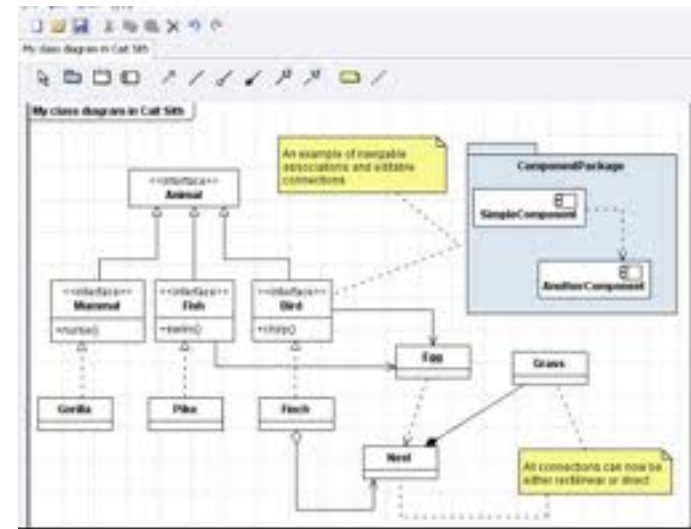 My class diagram in Cait Sith
My class diagram in Cait Sith
An example of navigable
associations and editable
connections
ComponentPackage
<<interface>>
Animal
SimpleComponent
AnotherComponent
<<interface>>
Mammal
<<interface>>
Fish
+swim()
<<interface>>
Bird
+chirp()
Egg
Grass
Gorilla
Pike
Finch
Nest
All connections can now be
either rectilinear or direct